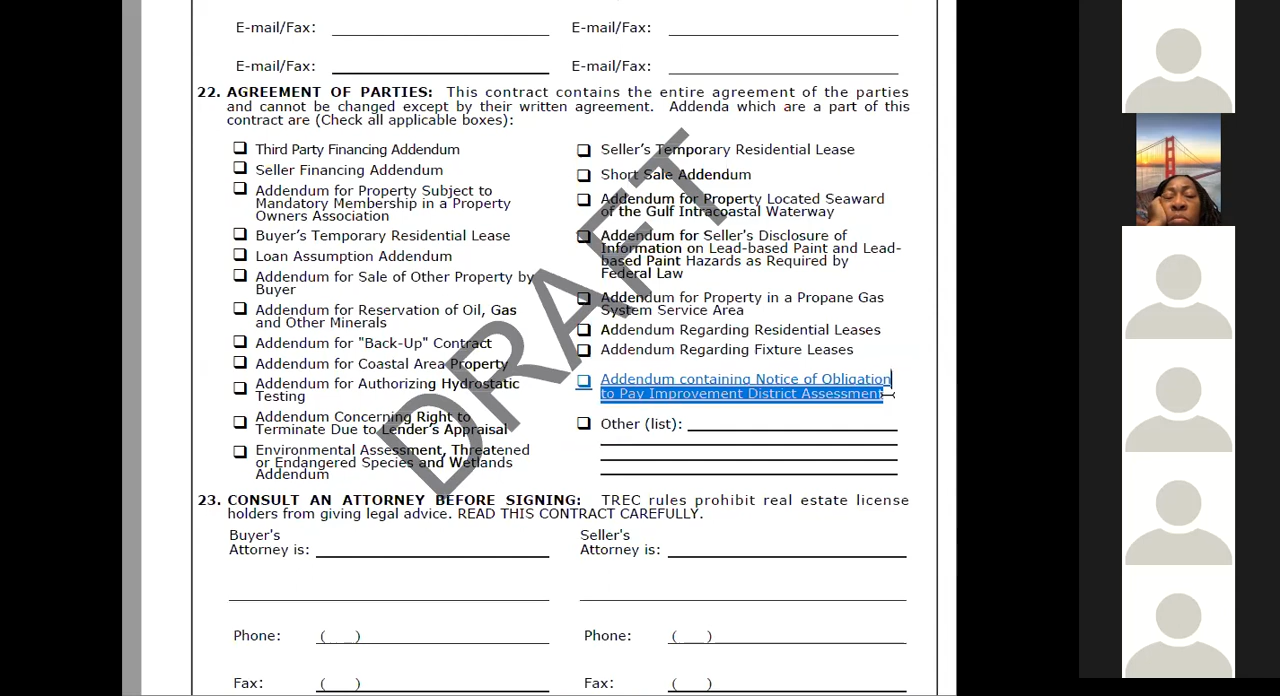 E-mail/Fax: E-mail/Fax:
E-mail/Fax: E-mail/Fax:
22. AGREEMENT OF PARTIES: This contract contains the entire agreement of the parties
and cannot be changed except by their written agreement. Addenda which are a part of this
contract are (Check all applicable boxes):
Third Party Financing Addendum
Seller Financing Addendum
Addendum for Property Subject to
Mandatory Membership in a Property
Owners Association
Buyer's Temporary Residential Lease
Loan Assumption Addendum
Addendum for Sale of Other Property by
Buyer
Addendum for Reservation of Oil, Gas
and Other Minerals
Addendum for "Back-Up" Contract
Addendum for Coastal Area Property
Addendum for Authorizing Hydrostatic
Testing
Addendum Concerning Right to
Terminate Due to Lender's Appraisal
Environmental Assessment, Threatened
or Endangered Species and Wetlands
Addendum
Seller's Temporary Residential Lease
Short Sale Addendum
Addendum for Property Located Seaward
of the Gulf Intracoastal Waterway
Addendum for Seller's Disclosure of
Information on Lead-based Paint and Lead-
based Paint Hazards as Required by
Federal Law
Addendum for Property in a Propane Gas
System Service Area
Addendum Regarding Residential Leases
Addendum Regarding Fixture Leases
Addendum containing Notice of Obligation
to Pay Improvement District Assessment
Other (list):
DRAFT
23. CONSULT AN ATTORNEY BEFORE SIGNING: TREC rules prohibit real estate license
holders from giving legal advice. READ THIS CONTRACT CAREFULLY.
Buyer's Seller's
Attorney is: Attorney is:
Phone: ( ) Phone: ( )
Fax: ( ) Fax: ( )